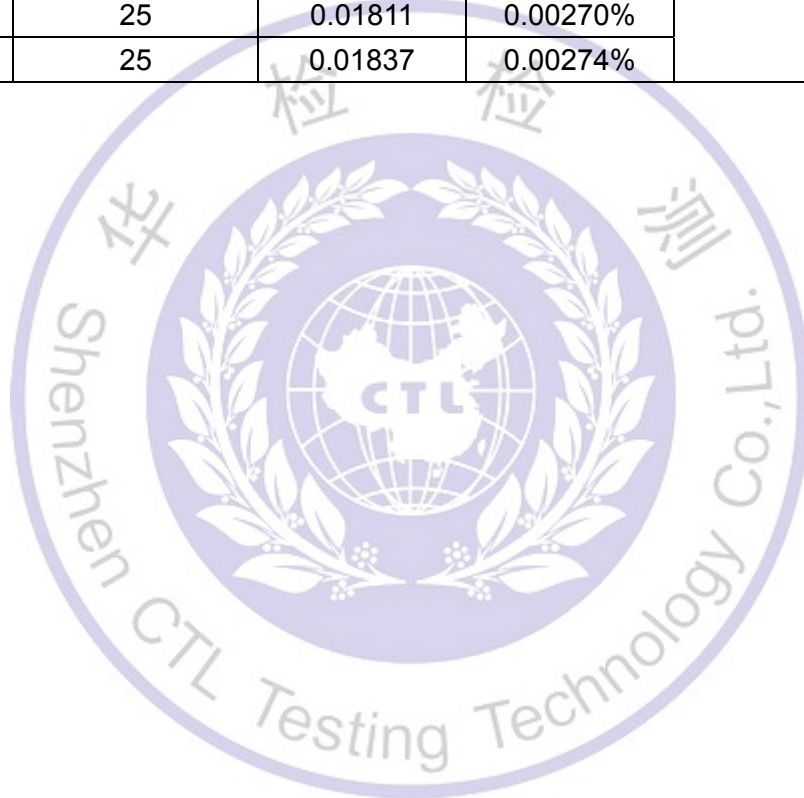 25 0.01811 0.00270%
25 0.01837 0.00274%
华检检测
CTL
Shenzhen CTL Testing Technology Co.,Ltd.